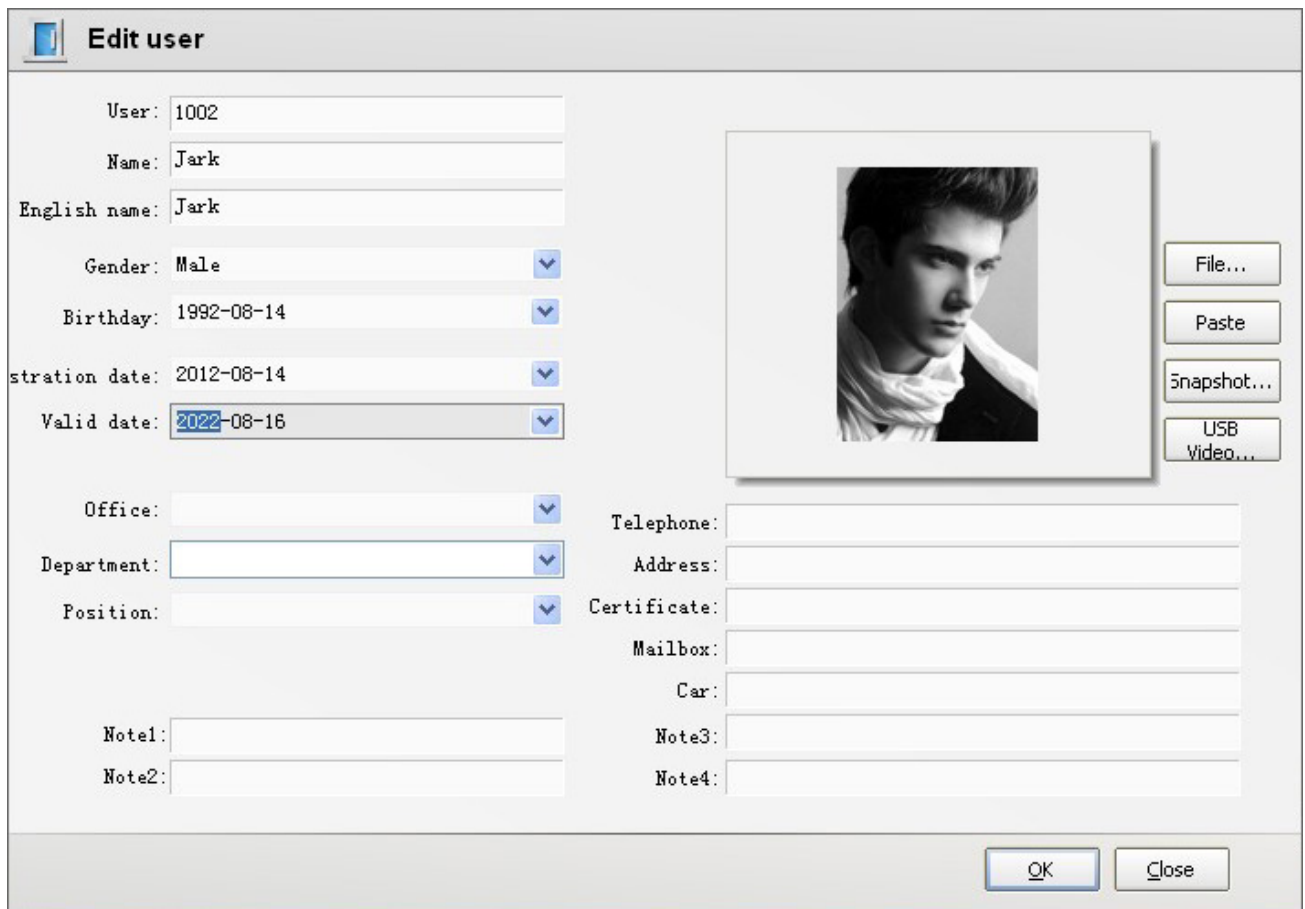 Edit user
User: 1002
Name: Jark
English name: Jark
Gender: Male
Birthday: 1992-08-14
stration date: 2012-08-14
Valid date: 2022-08-16
File...
Paste
Snapshot...
USB
Video...
Office:
Department:
Position:
Note1:
Note2:
Telephone:
Address:
Certificate:
Mailbox:
Car:
Note3:
Note4:
OK
Close